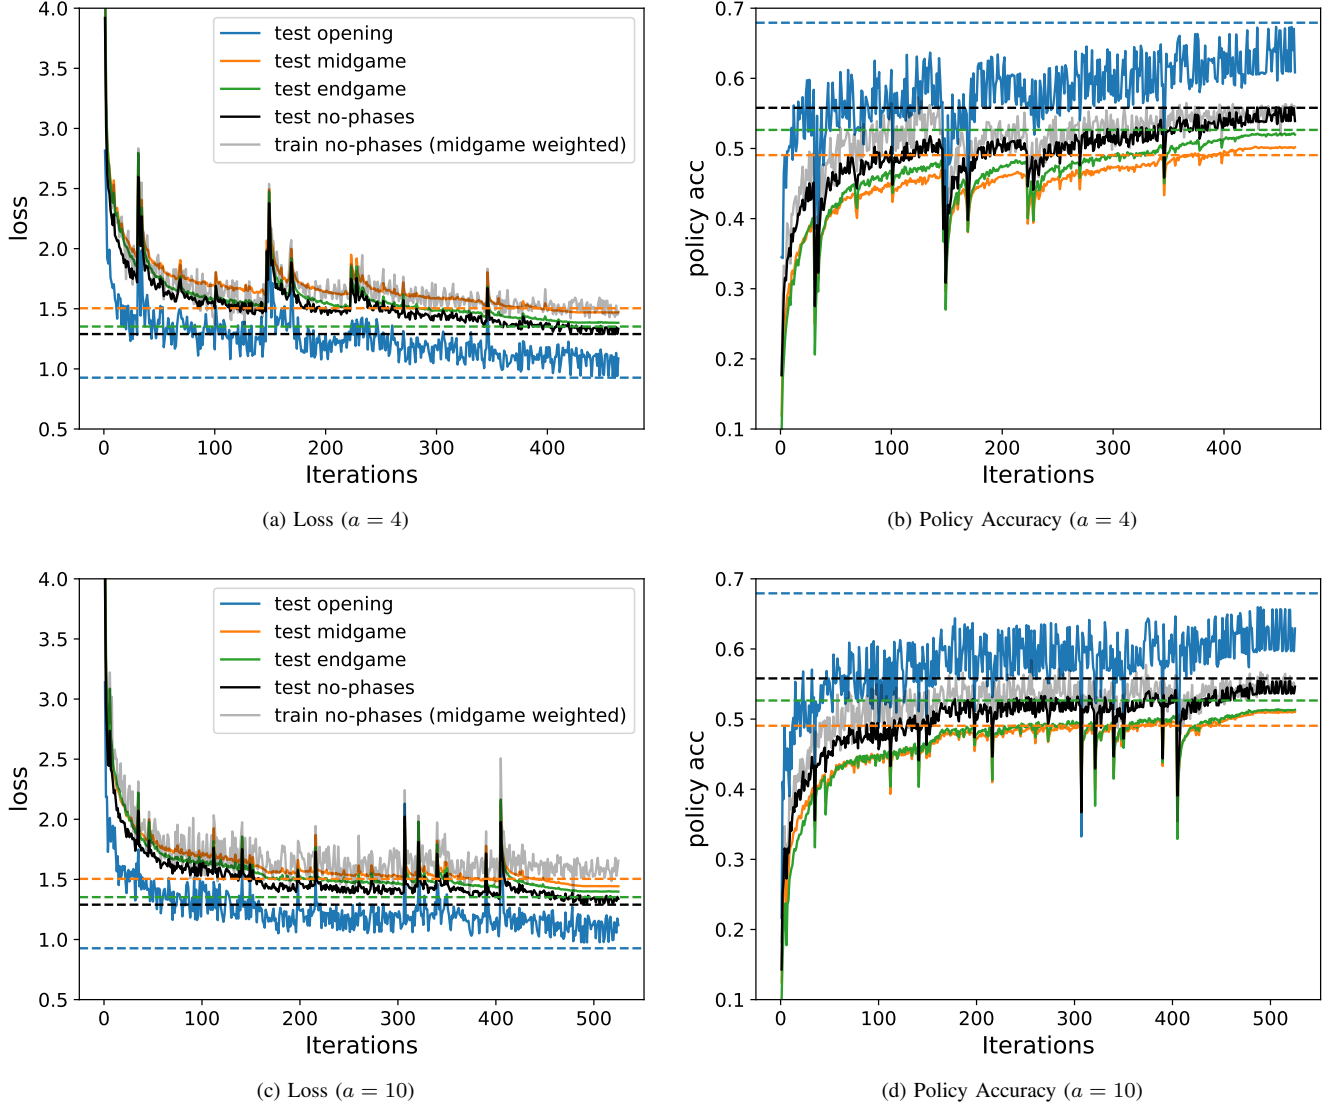 4.0
3.5
3.0
2.5
2.0
1.5
1.0
0.5
loss
test opening
test midgame
test endgame
test no-phases
train no-phases (midgame weighted)
0 100 200 300 400
Iterations
(a) Loss (a = 4)
0.7
0.6
0.5
0.4
0.3
0.2
0.1
policy acc
0 100 200 300 400
Iterations
(b) Policy Accuracy (a = 4)
4.0
3.5
3.0
2.5
2.0
1.5
1.0
0.5
loss
test opening
test midgame
test endgame
test no-phases
train no-phases (midgame weighted)
0 100 200 300 400 500
Iterations
(c) Loss (a = 10)
0.7
0.6
0.5
0.4
0.3
0.2
0.1
policy acc
0 100 200 300 400 500
Iterations
(d) Policy Accuracy (a = 10)